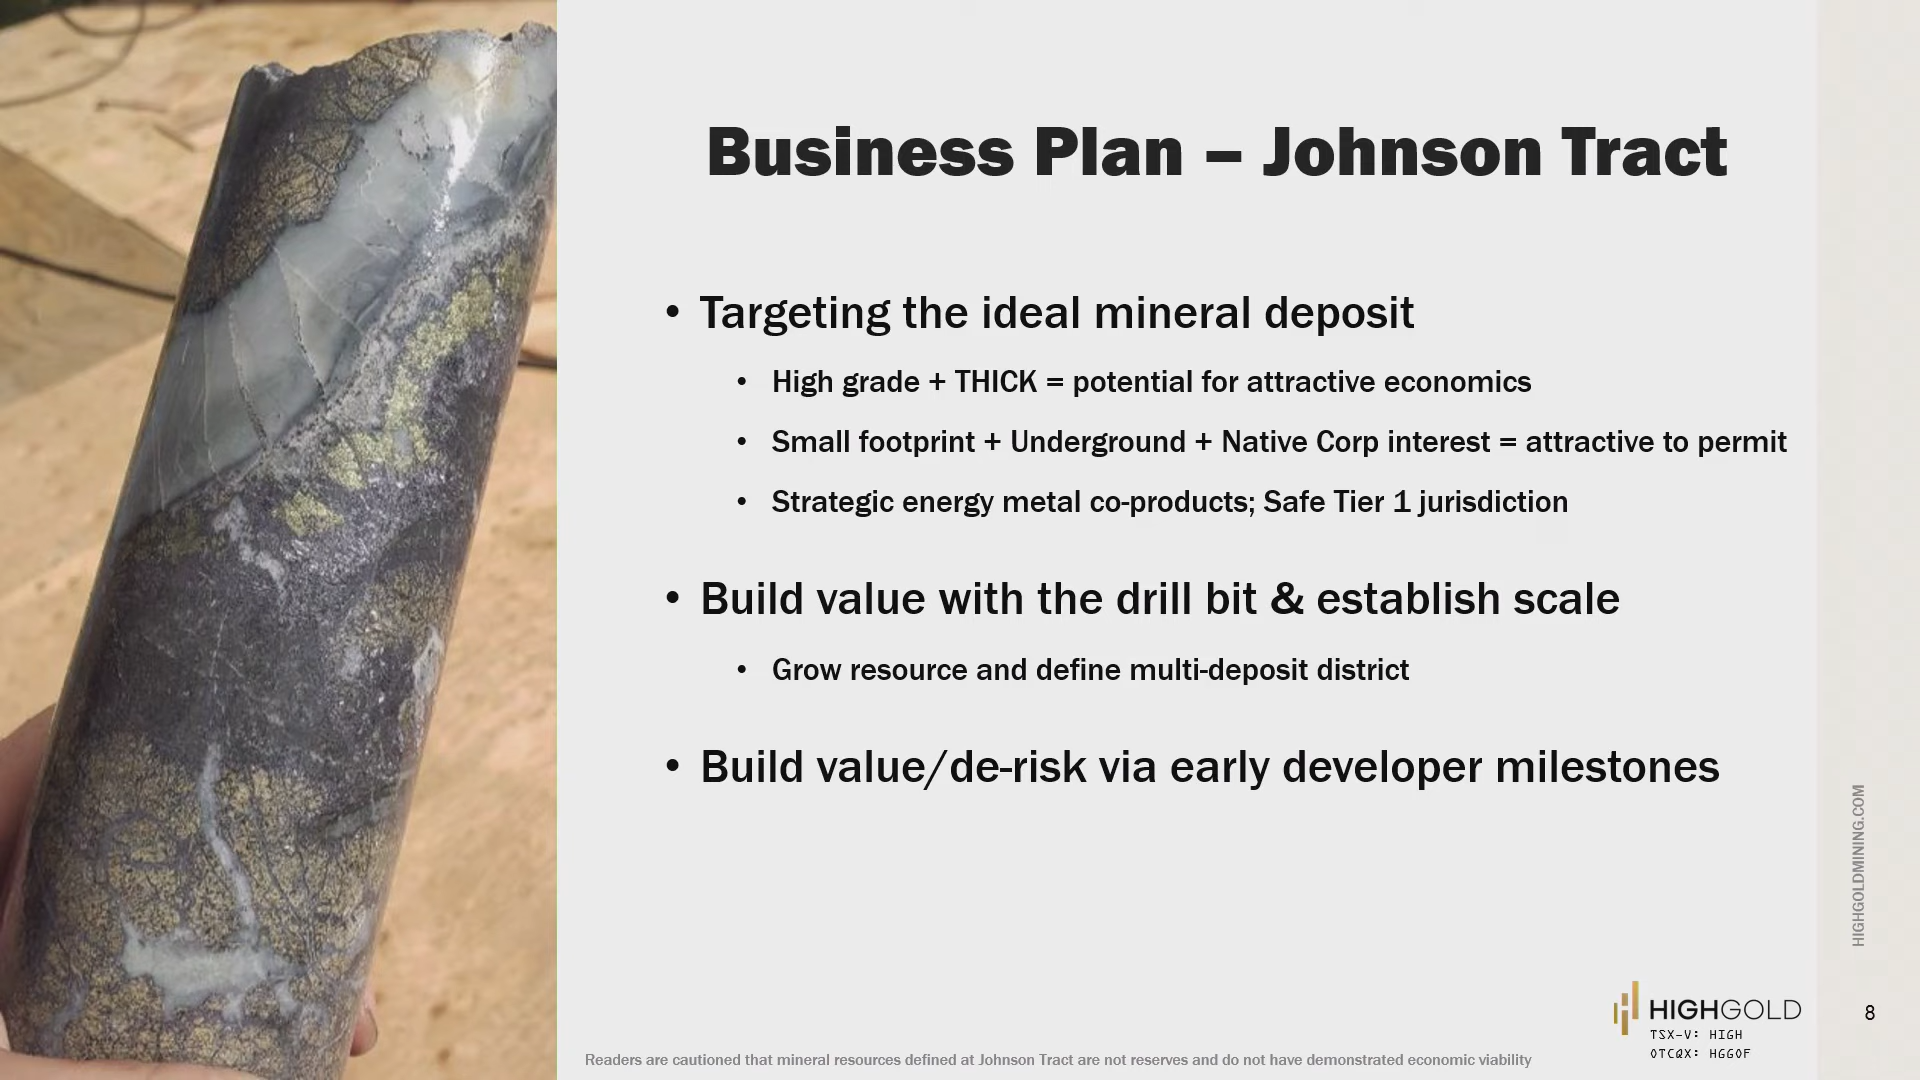 Business Plan – Johnson Tract
• Targeting the ideal mineral deposit
• High grade + THICK = potential for attractive economics
• Small footprint + Underground + Native Corp interest = attractive to permit
• Strategic energy metal co-products; Safe Tier 1 jurisdiction
• Build value with the drill bit & establish scale
• Grow resource and define multi-deposit district
• Build value/de-risk via early developer milestones
HIGHGOLDMINING.COM
HIGHGOLD
TSX-V: HIGH
OTCQX: HGGOF
8
Readers are cautioned that mineral resources defined at Johnson Tract are not reserves and do not have demonstrated economic viability